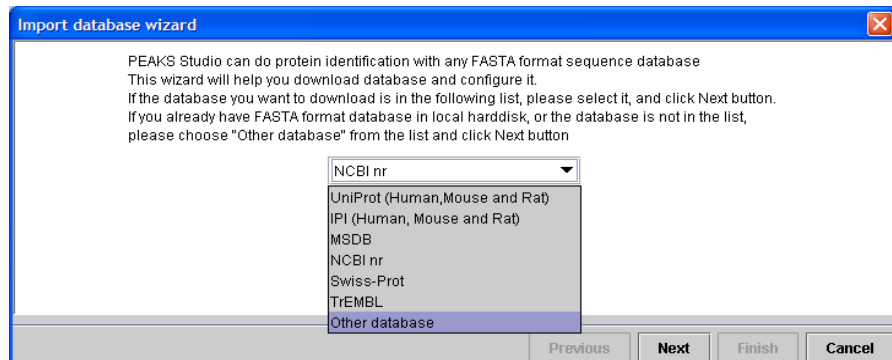 Import database wizard
PEAKS Studio can do protein identification with any FASTA format sequence database
This wizard will help you download database and configure it.
If the database you want to download is in the following list, please select it, and click Next button.
If you already have FASTA format database in local harddisk, or the database is not in the list,
please choose "Other database" from the list and click Next button
NCBI nr
UniProt (Human,Mouse and Rat)
IPI (Human, Mouse and Rat)
MSDB
NCBI nr
Swiss-Prot
TrEMBL
Other database
Previous Next Finish Cancel